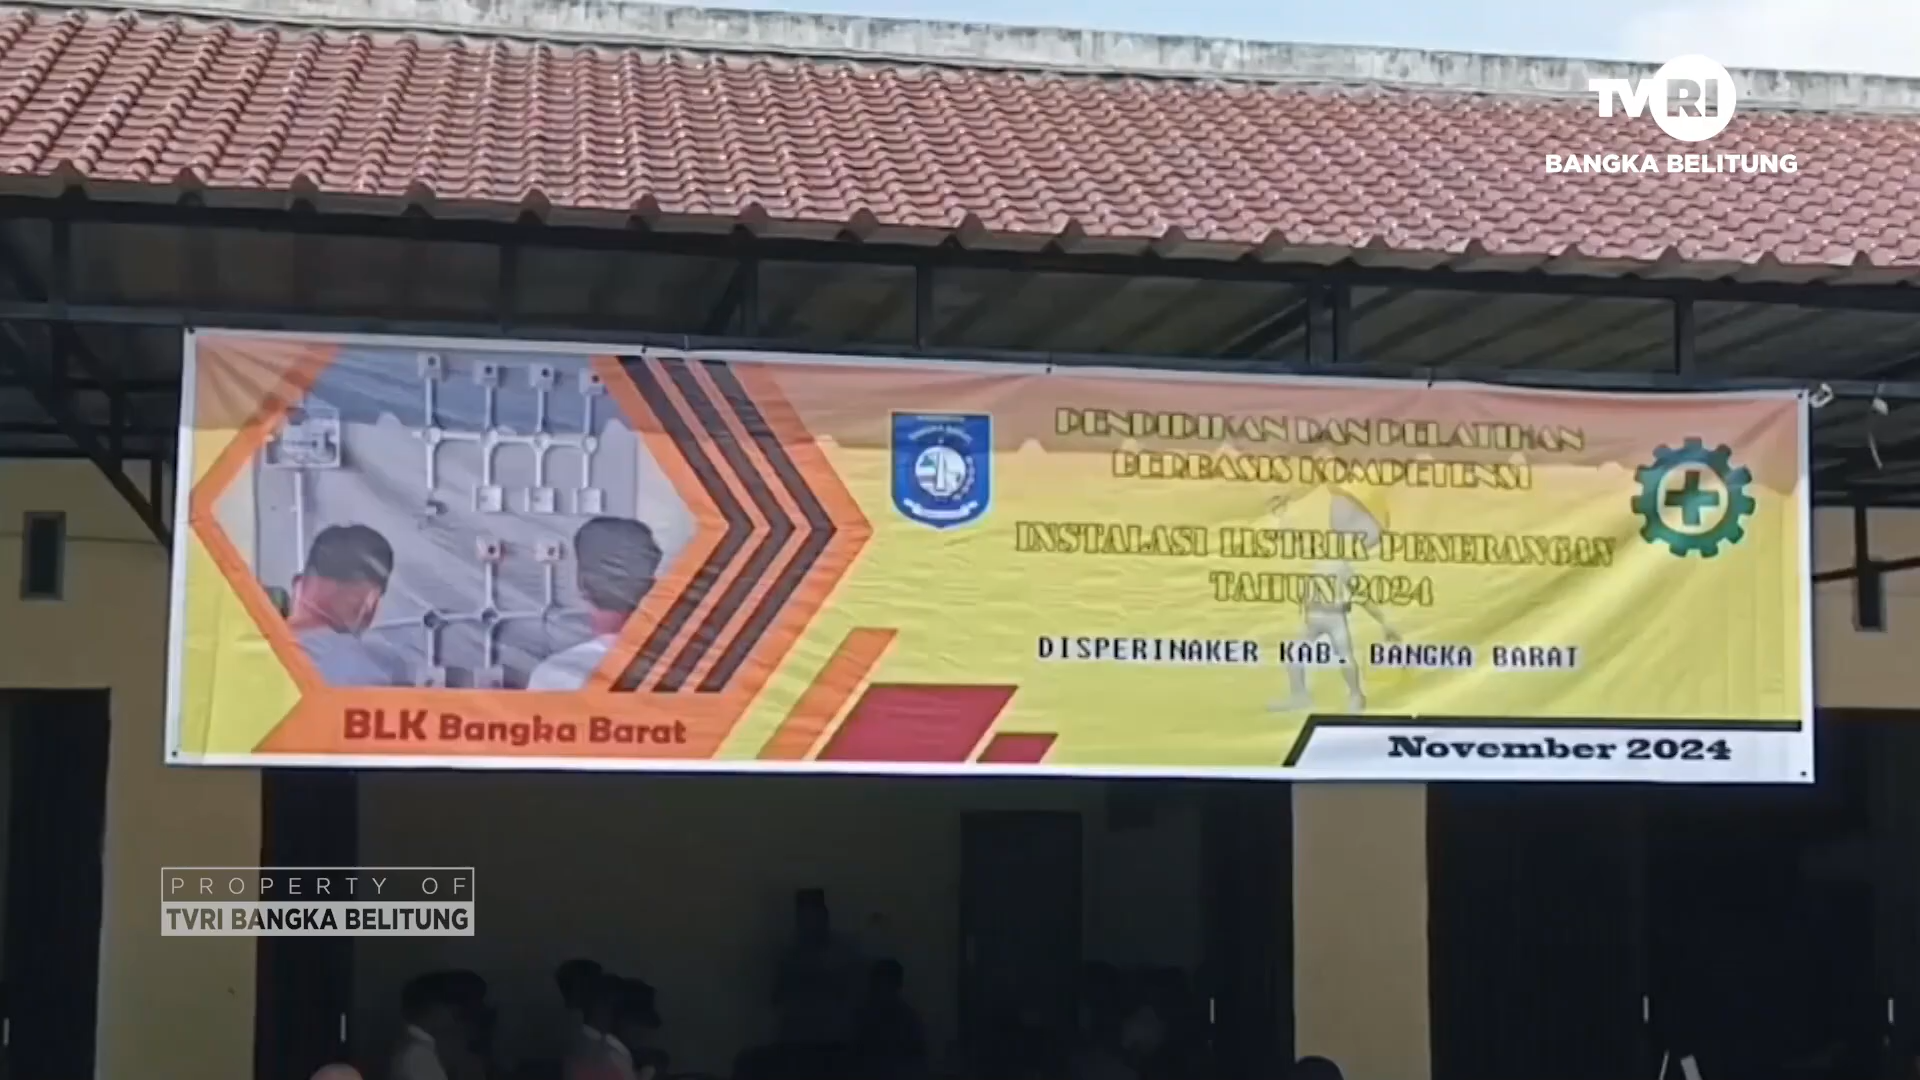 TVRI
BANGKA BELITUNG
PENDIDIKAN DAN PELATIHAN
BERBASIS KOMPETENSI
INSTALASI LISTRIK PENERANGAN
TAHUN 2024
DISPERINAKER KAB. BANGKA BARAT
BLK Bangka Barat
November 2024
PROPERTY OF
TVRI BANGKA BELITUNG